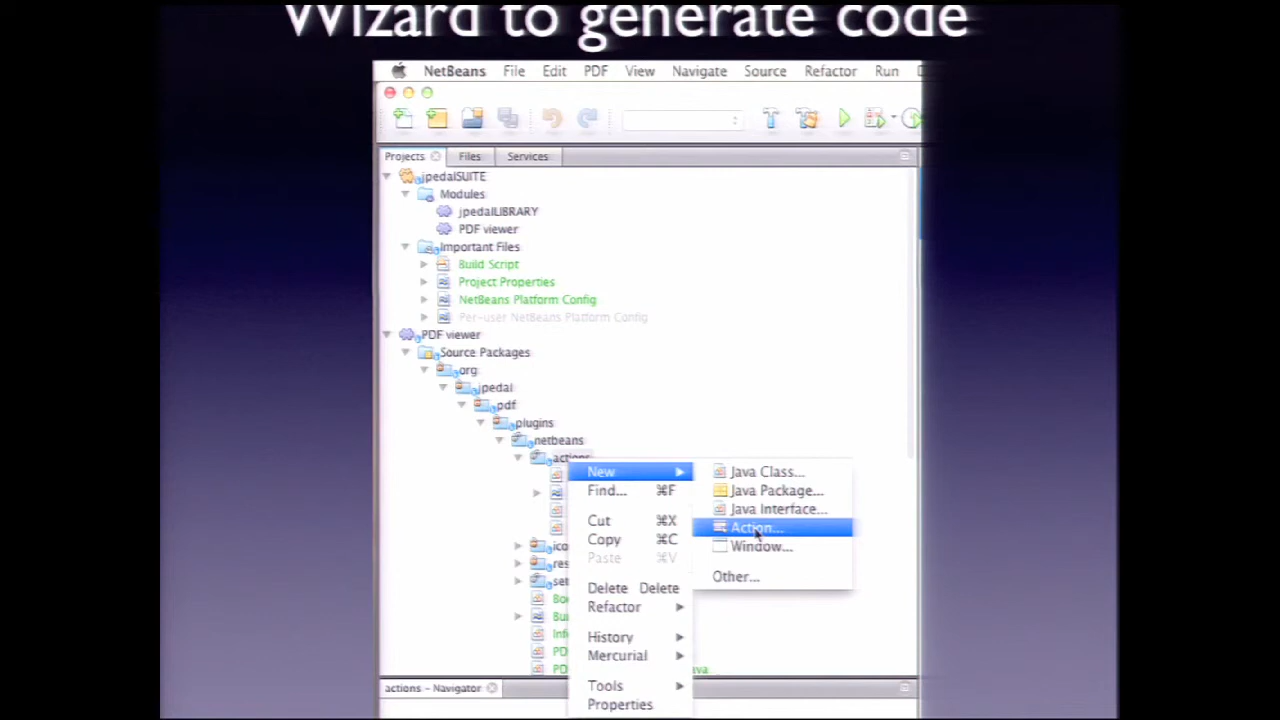 Wizard to generate code
NetBeans File Edit PDF View Navigate Source Refactor Run
Projects Files Services
jpedalSUITE
Modules
jpedalLIBRARY
PDF viewer
Important Files
Build Script
Project Properties
NetBeans Platform Config
Per-user NetBeans Platform Config
PDF viewer
Source Packages
org
jpedal
pdf
plugins
netbeans
actions
New
Find... ⌘F
Cut ⌘X
Copy ⌘C
Paste ⌘V
Delete Delete
Refactor
History
Mercurial
Tools
Properties
Java Class...
Java Package...
Java Interface...
Action...
Window...
Other...
actions - Navigator